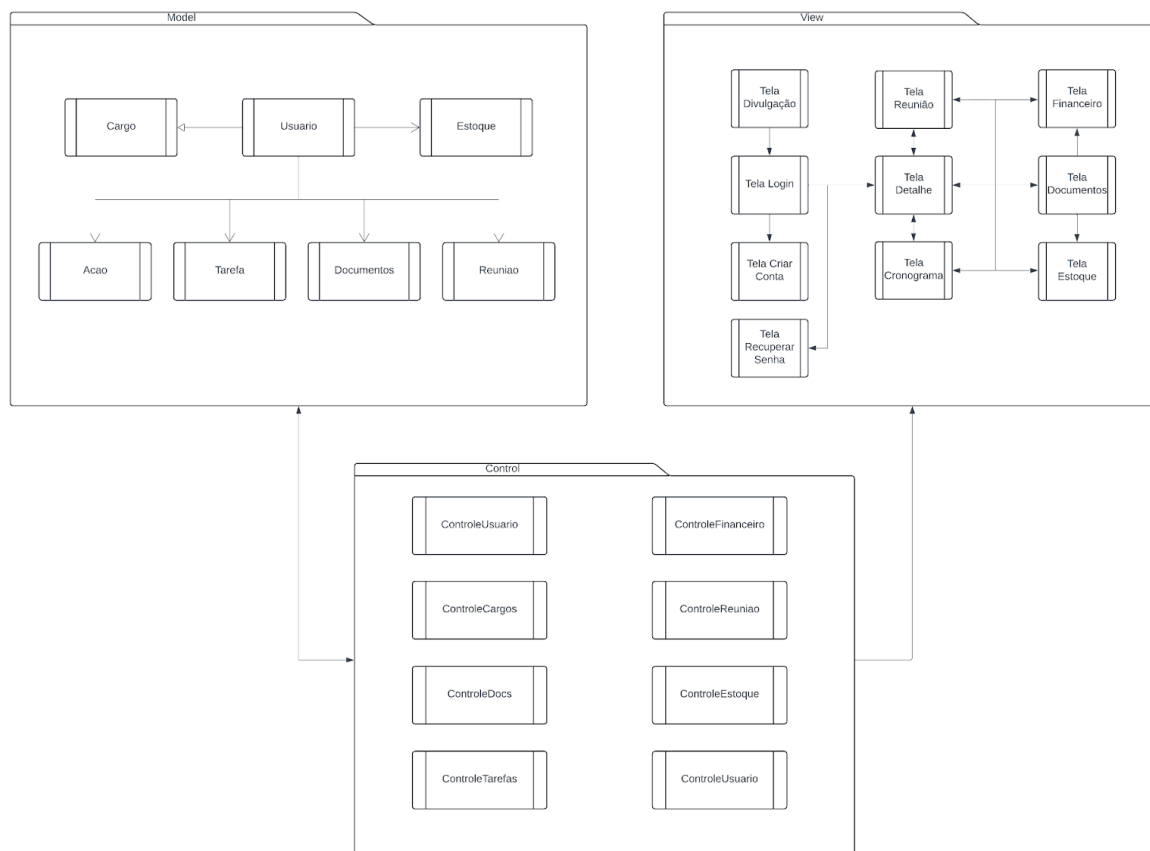 Model
Cargo
Usuario
Estoque
Acao
Tarefa
Documentos
Reuniao
View
Tela
Divulgação
Tela
Reunião
Tela
Financeiro
Tela Login
Tela
Detalhe
Tela
Documentos
Tela Criar
Conta
Tela
Cronograma
Tela
Estoque
Tela
Recuperar
Senha
Control
ControleUsuario
ControleFinanceiro
ControleCargos
ControleReuniao
ControleDocs
ControleEstoque
ControleTarefas
ControleUsuario